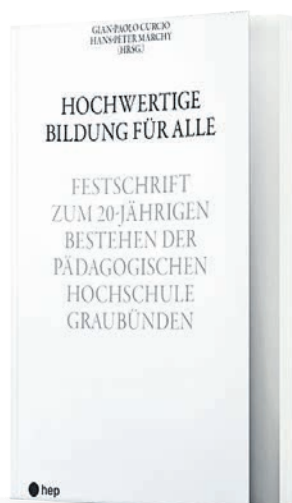 GIAN-PAOLO CURCIO
HANS-PETER MÄRCHY
(HRSG.)
HOCHWERTIGE
BILDUNG FÜR ALLE
FESTSCHRIFT
ZUM 20-JÄHRIGEN
BESTEHEN DER
PÄDAGOGISCHEN
HOCHSCHULE
GRAUBÜNDEN
hep